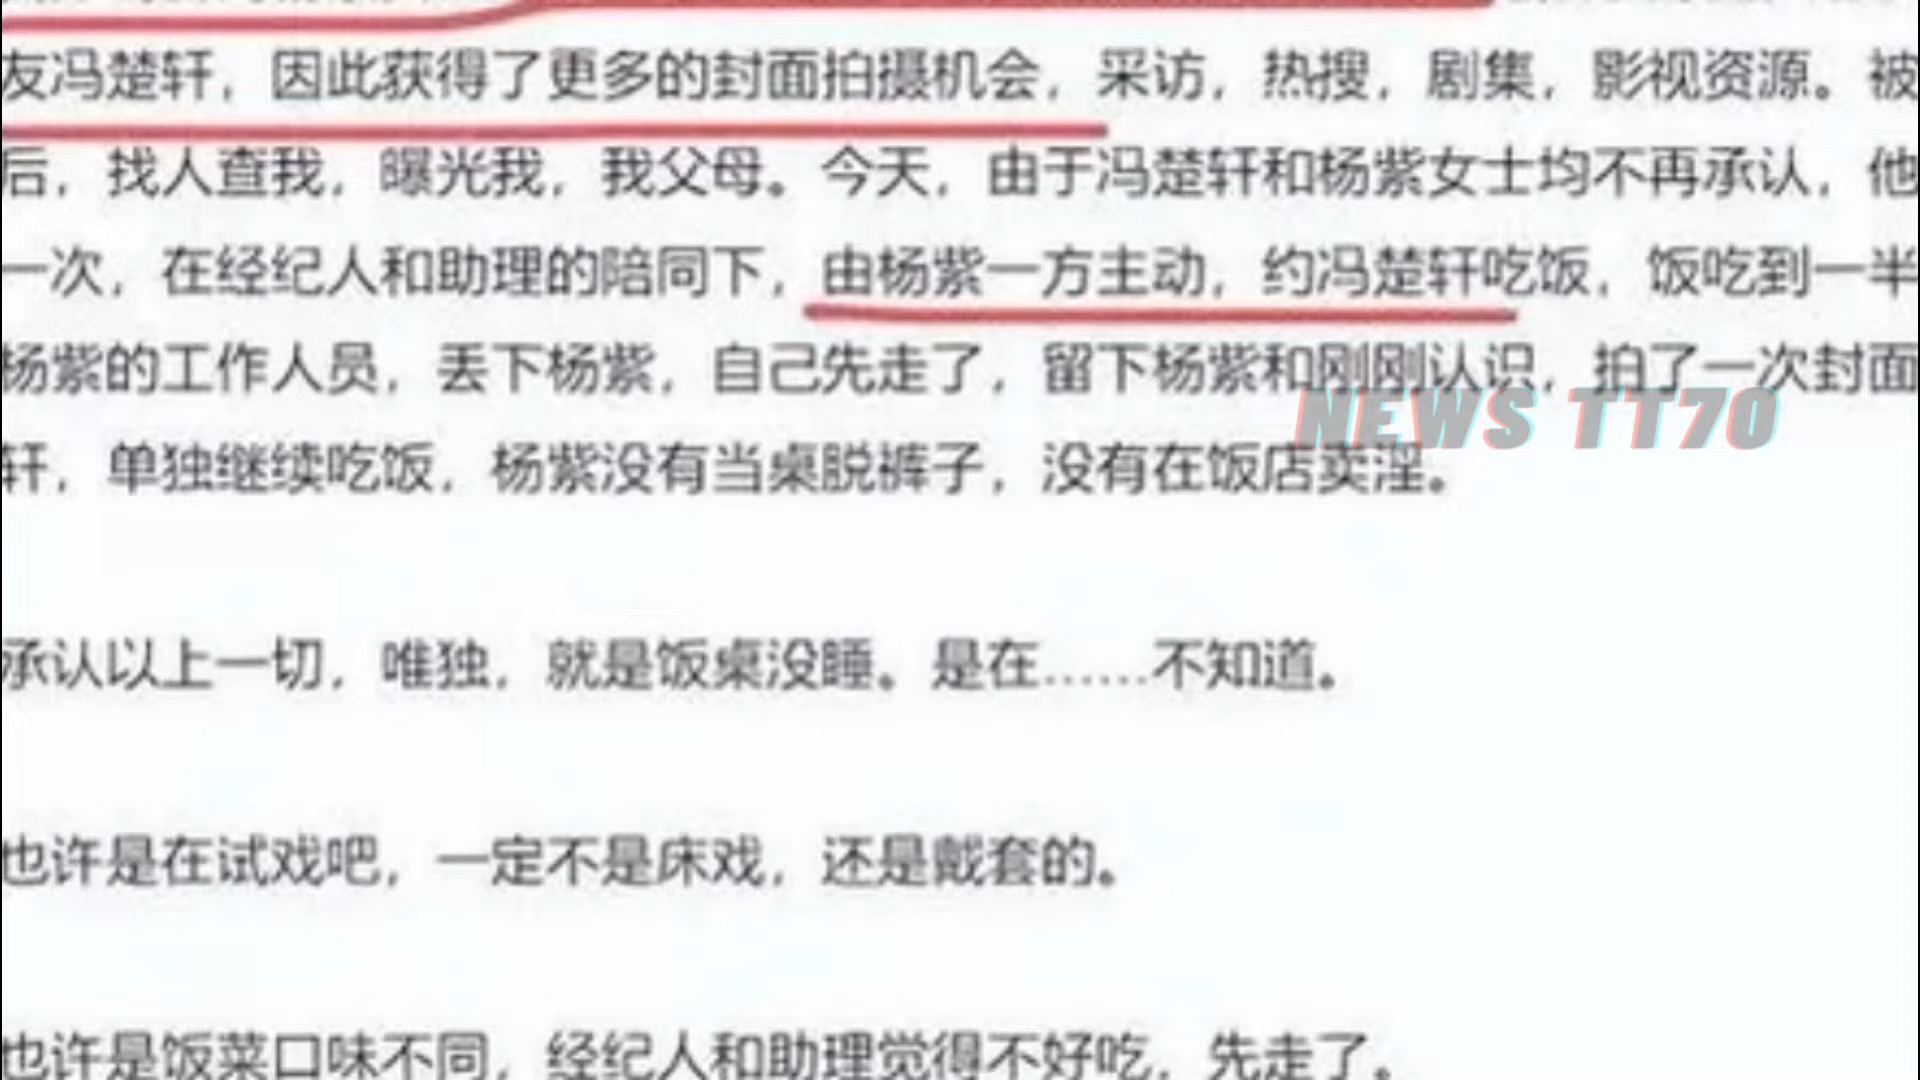 友冯楚轩，因此获得了更多的封面拍摄机会，采访，热搜，剧集，影视资源。被
后，找人查我，曝光我，我父母。今天，由于冯楚轩和杨紫女士均不再承认，他
一次，在经纪人和助理的陪同下，由杨紫一方主动，约冯楚轩吃饭，饭吃到一半
杨紫的工作人员，丢下杨紫，自己先走了，留下杨紫和刚刚认识，拍了一次封面
NEWS TT70
轩，单独继续吃饭，杨紫没有当桌脱裤子，没有在饭店卖淫。
承认以上一切，唯独，就是饭桌没睡。是在……不知道。
也许是在试戏吧，一定不是床戏，还是戴套的。
也许是饭菜口味不同，经纪人和助理觉得不好吃，先走了。